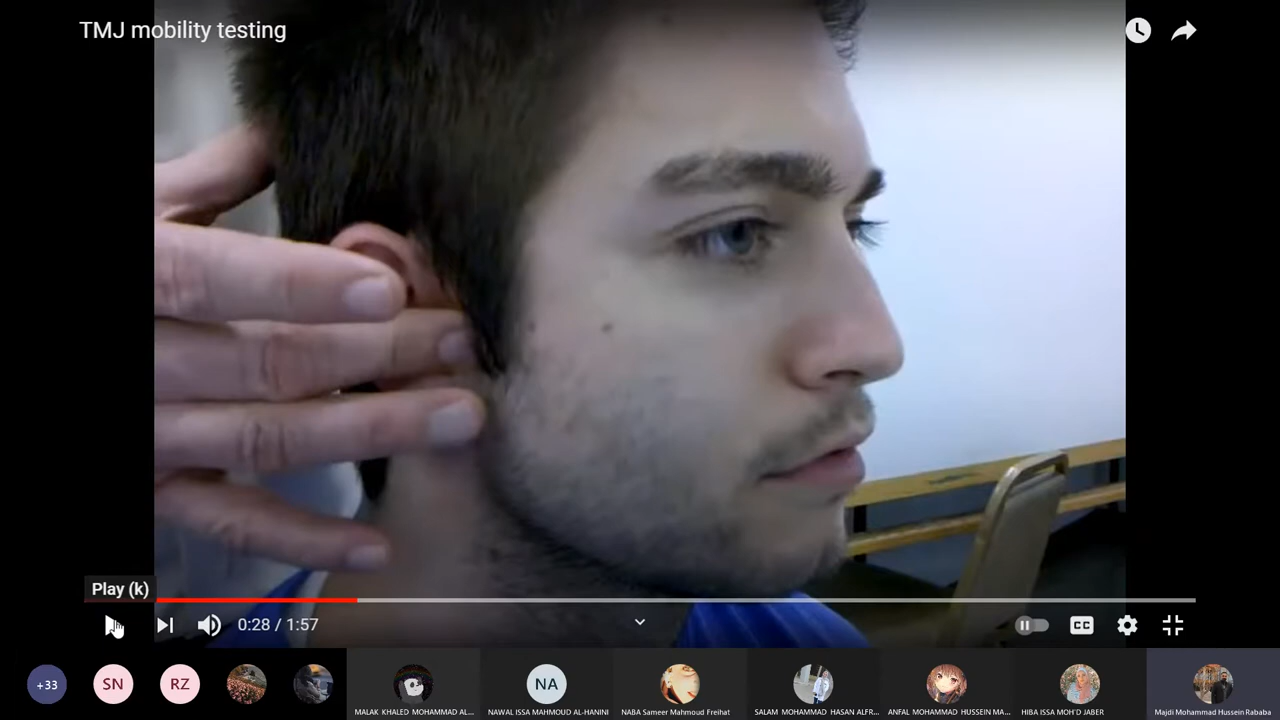 TMJ mobility testing
Play (k)
0:28 / 1:57
CC
+33
SN
RZ
MALAK KHALED MOHAMMAD AL...
NA
NAWAL ISSA MAHMOUD AL-HANINI
NABA Sameer Mahmoud Freihat
SALAM MOHAMMAD HASAN ALFR...
ANFAL MOHAMMAD HUSSEIN MA...
HIBA ISSA MOH'D JABER
Majdi Mohammad Hussein Rababa